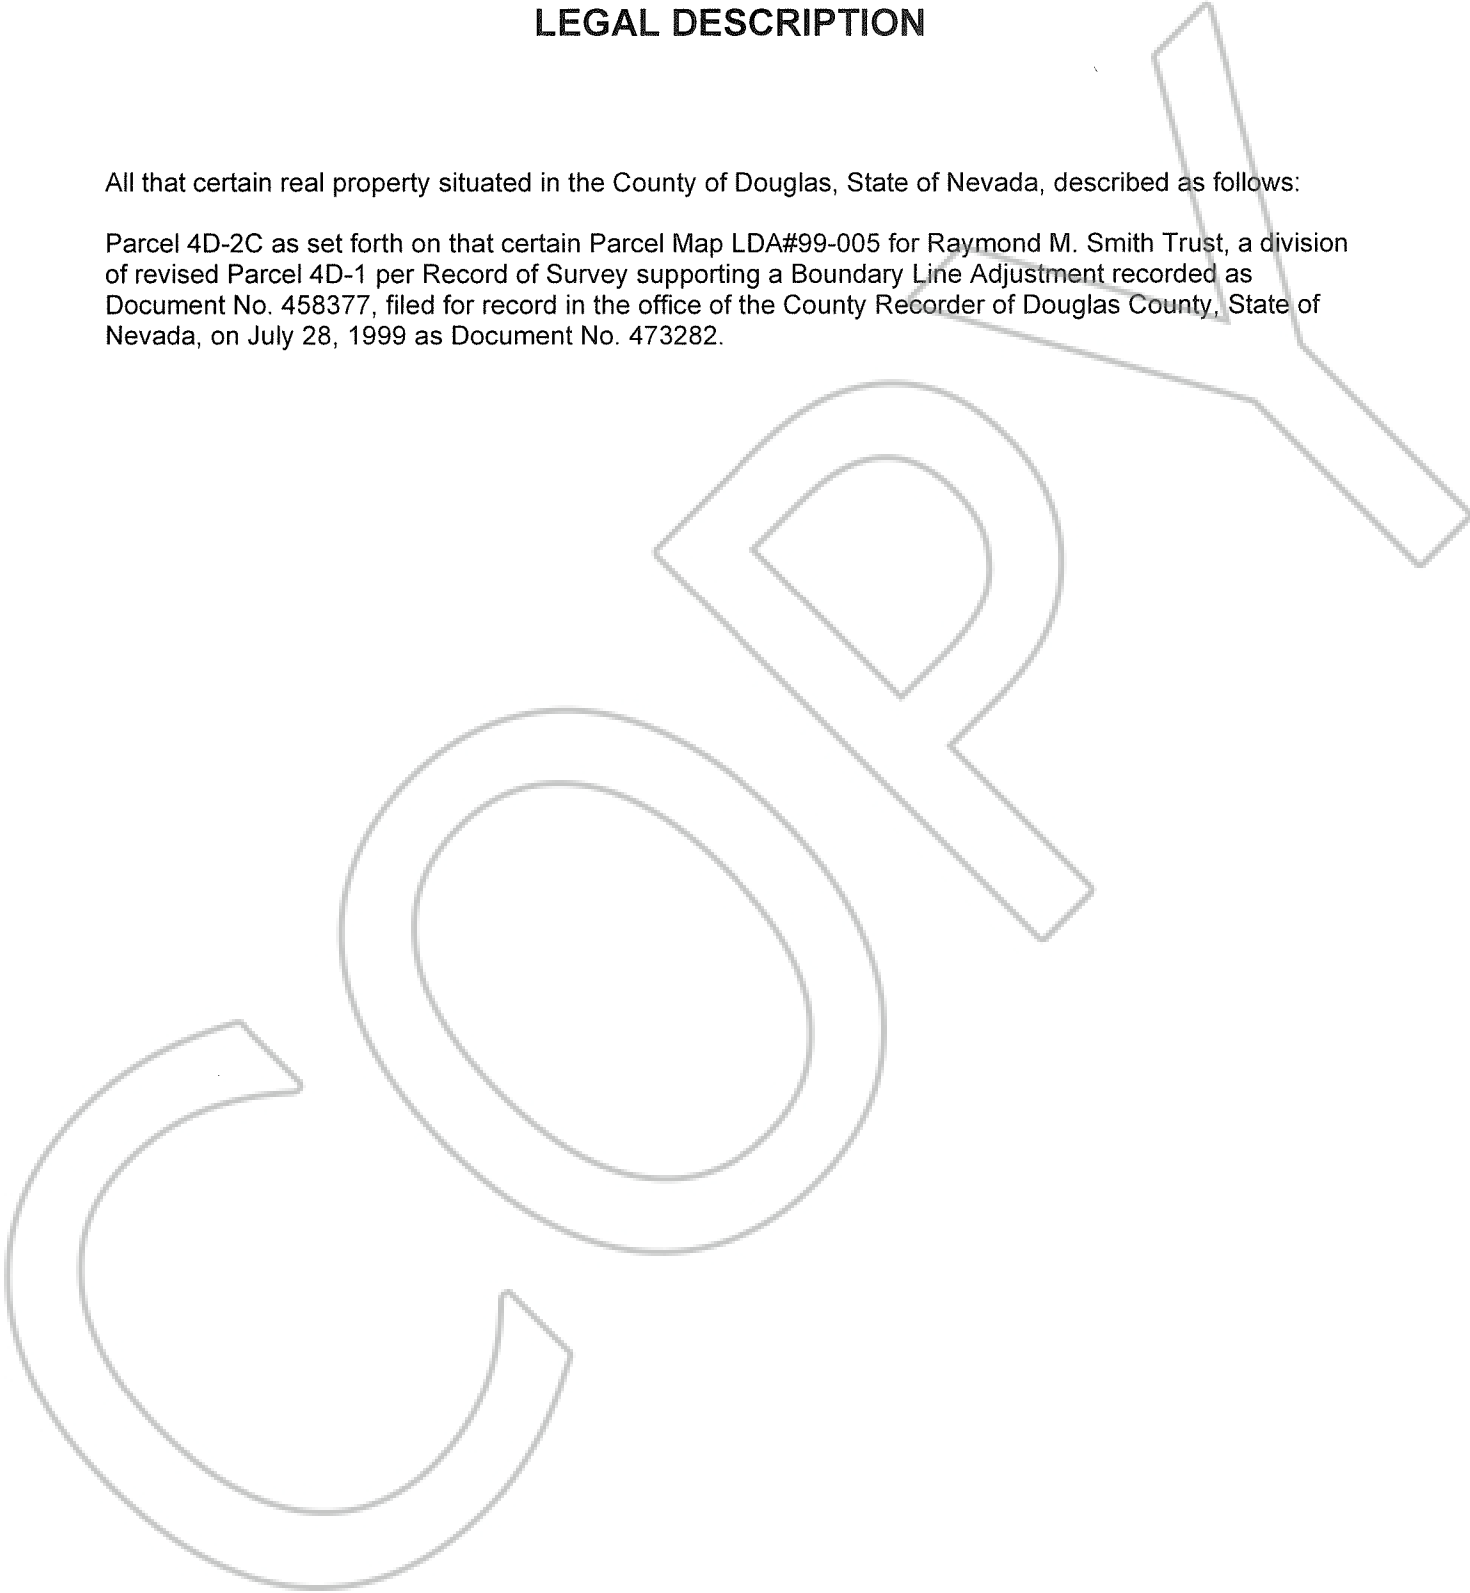 LEGAL DESCRIPTION
All that certain real property situated in the County of Douglas, State of Nevada, described as follows:
Parcel 4D-2C as set forth on that certain Parcel Map LDA#99-005 for Raymond M. Smith Trust, a division
of revised Parcel 4D-1 per Record of Survey supporting a Boundary Line Adjustment recorded as
Document No. 458377, filed for record in the office of the County Recorder of Douglas County, State of
Nevada, on July 28, 1999 as Document No. 473282.
COPY